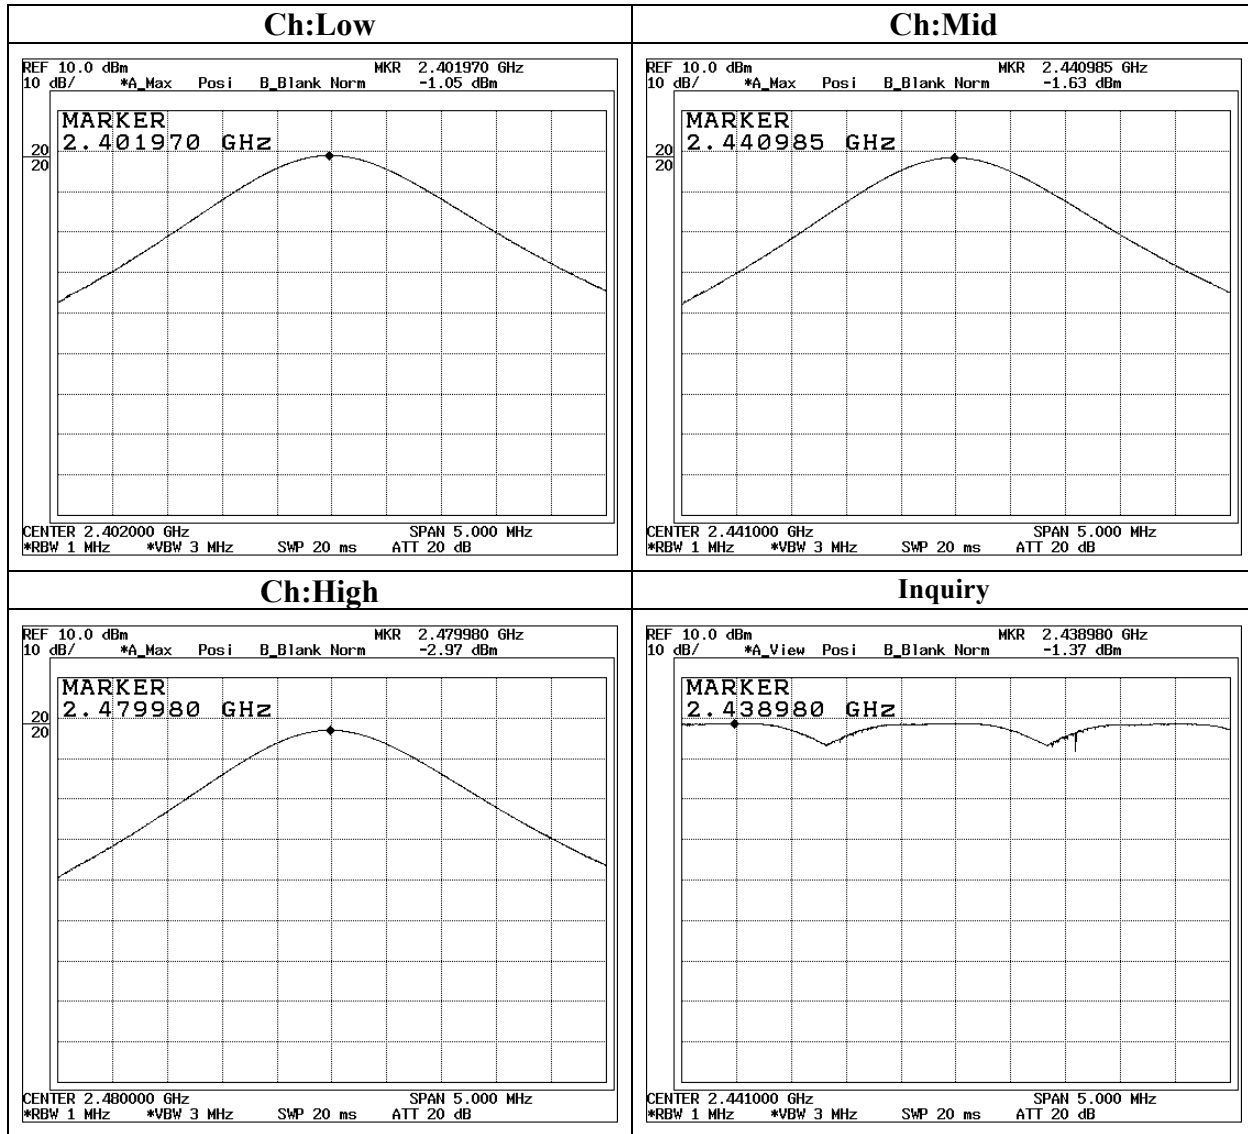 Ch:Low
REF 10.0 dBm MKR 2.401970 GHz
10 dB/ *A_Max Posi B_Blank Norm -1.05 dBm
MARKER
2.401970 GHz
20
20
CENTER 2.402000 GHz SPAN 5.000 MHz
*RBW 1 MHz *VBW 3 MHz SWP 20 ms ATT 20 dB
Ch:Mid
REF 10.0 dBm MKR 2.440985 GHz
10 dB/ *A_Max Posi B_Blank Norm -1.63 dBm
MARKER
2.440985 GHz
20
20
CENTER 2.441000 GHz SPAN 5.000 MHz
*RBW 1 MHz *VBW 3 MHz SWP 20 ms ATT 20 dB
Ch:High
REF 10.0 dBm MKR 2.479980 GHz
10 dB/ *A_Max Posi B_Blank Norm -2.97 dBm
MARKER
2.479980 GHz
20
20
CENTER 2.480000 GHz SPAN 5.000 MHz
*RBW 1 MHz *VBW 3 MHz SWP 20 ms ATT 20 dB
Inquiry
REF 10.0 dBm MKR 2.438980 GHz
10 dB/ *A_View Posi B_Blank Norm -1.37 dBm
MARKER
2.438980 GHz
20
20
CENTER 2.441000 GHz SPAN 5.000 MHz
*RBW 1 MHz *VBW 3 MHz SWP 20 ms ATT 20 dB